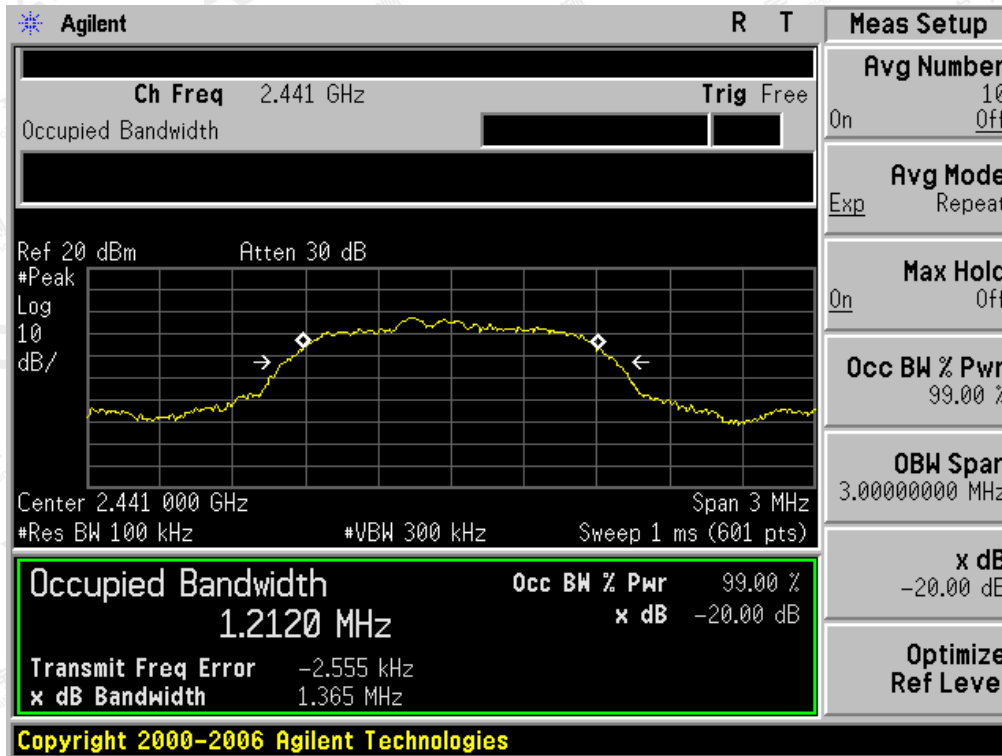 Agilent R T
Ch Freq 2.441 GHz Trig Free
Occupied Bandwidth
Ref 20 dBm Atten 30 dB
#Peak
Log
10
dB/
Center 2.441 000 GHz Span 3 MHz
#Res BW 100 kHz #VBW 300 kHz Sweep 1 ms (601 pts)
Occupied Bandwidth Occ BW % Pwr 99.00 %
1.2120 MHz x dB -20.00 dB
Transmit Freq Error -2.555 kHz
x dB Bandwidth 1.365 MHz
Copyright 2000-2006 Agilent Technologies
Meas Setup
Avg Number
10
On Off
Avg Mode
Exp Repeat
Max Hold
On Off
Occ BW % Pwr
99.00 %
OBW Span
3.00000000 MHz
x dB
-20.00 dB
Optimize
Ref Level